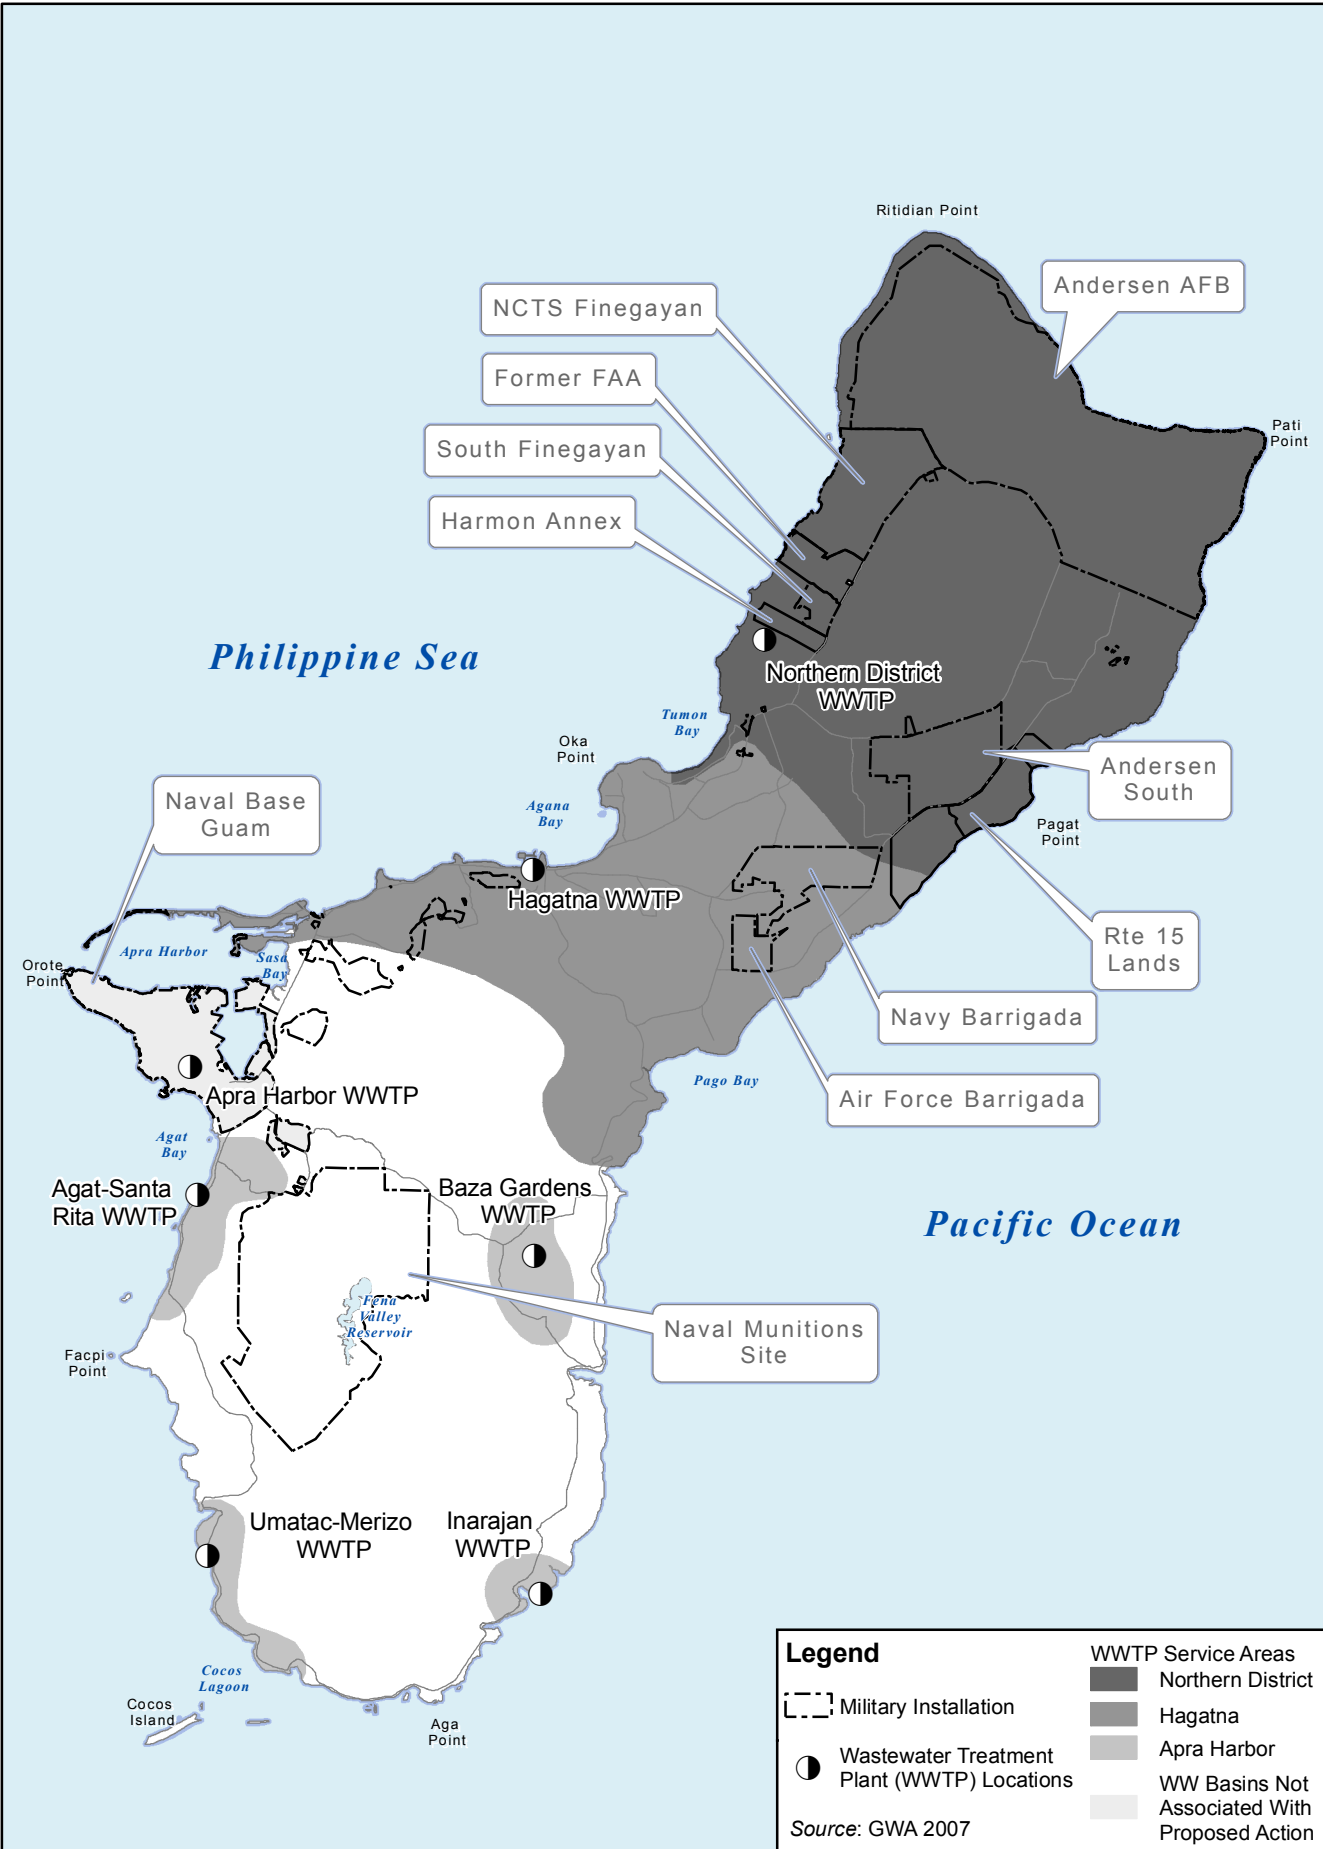 Ritidian Point
Andersen AFB
NCTS Finegayan
Former FAA
Pati
Point
South Finegayan
Harmon Annex
Philippine Sea
Northern District
WWTP
Tumon
Bay
Oka
Point
Andersen
South
Naval Base
Guam
Agana
Bay
Pagat
Point
Hagatna WWTP
Rte 15
Lands
Apra Harbor
Sasa
Bay
Orote
Point
Navy Barrigada
Pago Bay
Apra Harbor WWTP
Air Force Barrigada
Agat
Bay
Agat-Santa
Rita WWTP
Baza Gardens
WWTP
Pacific Ocean
Fena
Valley
Reservoir
Naval Munitions
Site
Facpi
Point
Umatac-Merizo
WWTP
Inarajan
WWTP
Cocos
Lagoon
Cocos
Island
Aga
Point
Legend
Military Installation
Wastewater Treatment
Plant (WWTP) Locations
Source: GWA 2007
WWTP Service Areas
Northern District
Hagatna
Apra Harbor
WW Basins Not
Associated With
Proposed Action